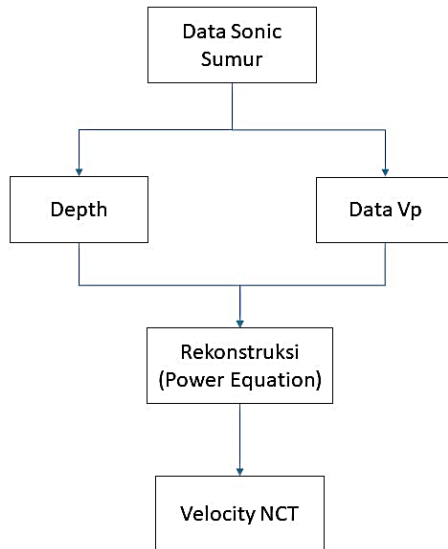 Data Sonic
Sumur
Depth
Data Vp
Rekonstruksi
(Power Equation)
Velocity NCT